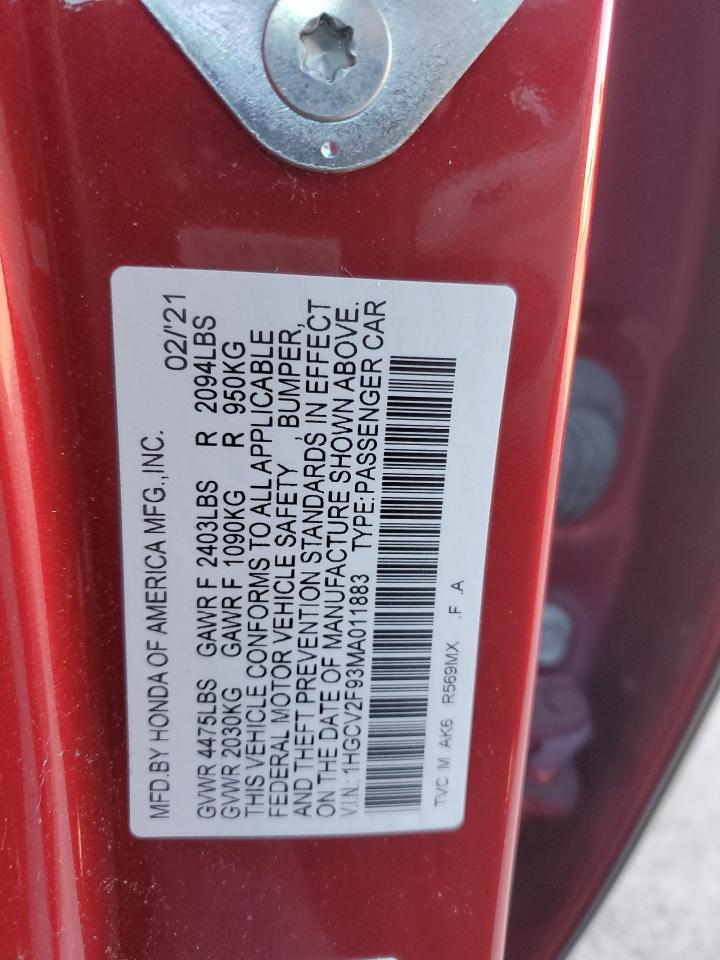 MFD.BY HONDA OF AMERICA MFG.,INC. 02/'21
GVWR 4475LBS GAWR F 2403LBS R 2094LBS
GVWR 2030KG GAWR F 1090KG R 950KG
THIS VEHICLE CONFORMS TO ALL APPLICABLE
FEDERAL MOTOR VEHICLE SAFETY , BUMPER,
AND THEFT PREVENTION STANDARDS, IN EFFECT
ON THE DATE OF MANUFACTURE SHOWN ABOVE.
V.I.N.: 1HGCV2F93MA011883 TYPE:PASSENGER CAR
TVC M AK6 R569MX .F .A